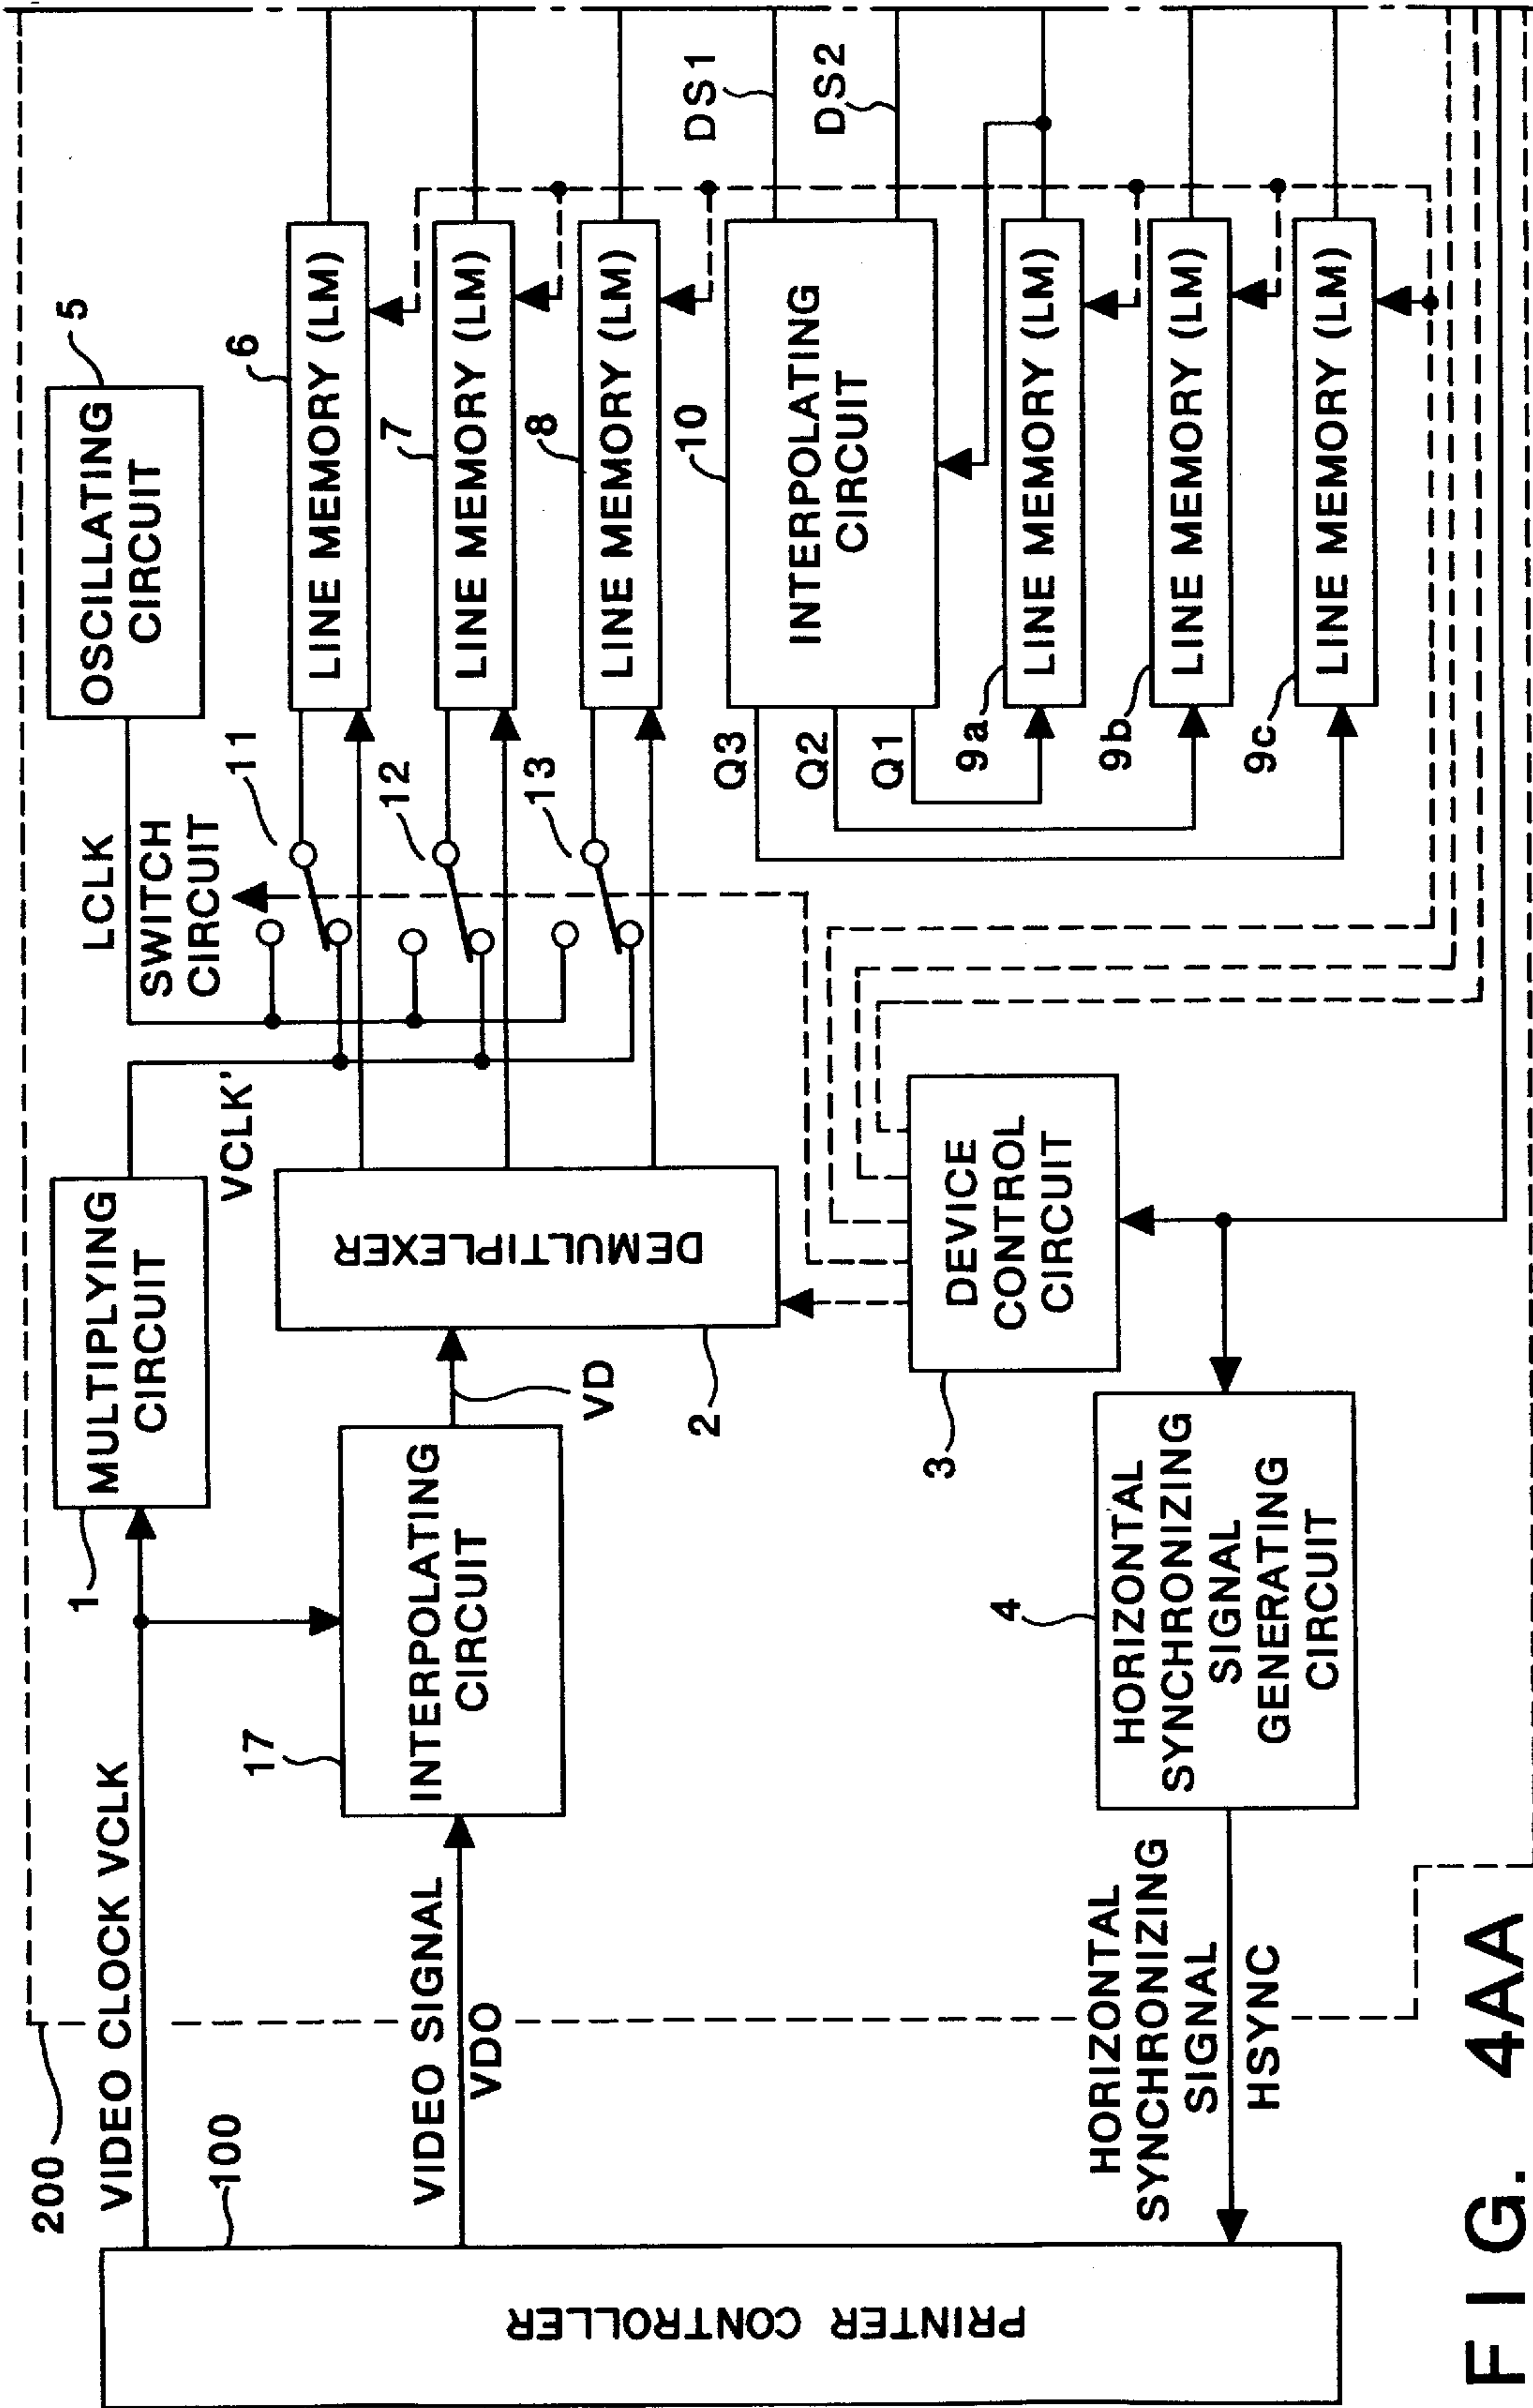 200
VIDEO CLOCK VCLK
100
PRINTER CONTROLLER
VIDEO SIGNAL
VDO
HORIZONTAL
SYNCHRONIZING
SIGNAL
HSYNC
1
MULTIPLYING
CIRCUIT
17
INTERPOLATING
CIRCUIT
VD
VCLK'
DEMULTIPLEXER
2
3
DEVICE
CONTROL
CIRCUIT
4
HORIZONTAL
SYNCHRONIZING
SIGNAL
GENERATING
CIRCUIT
5
OSCILLATING
CIRCUIT
LCLK
SWITCH
CIRCUIT
11
12
13
6
LINE MEMORY (LM)
7
LINE MEMORY (LM)
8
LINE MEMORY (LM)
10
INTERPOLATING
CIRCUIT
DS1
DS2
Q3
Q2
Q1
9a
LINE MEMORY (LM)
9b
LINE MEMORY (LM)
9c
LINE MEMORY (LM)
FIG. 4AA